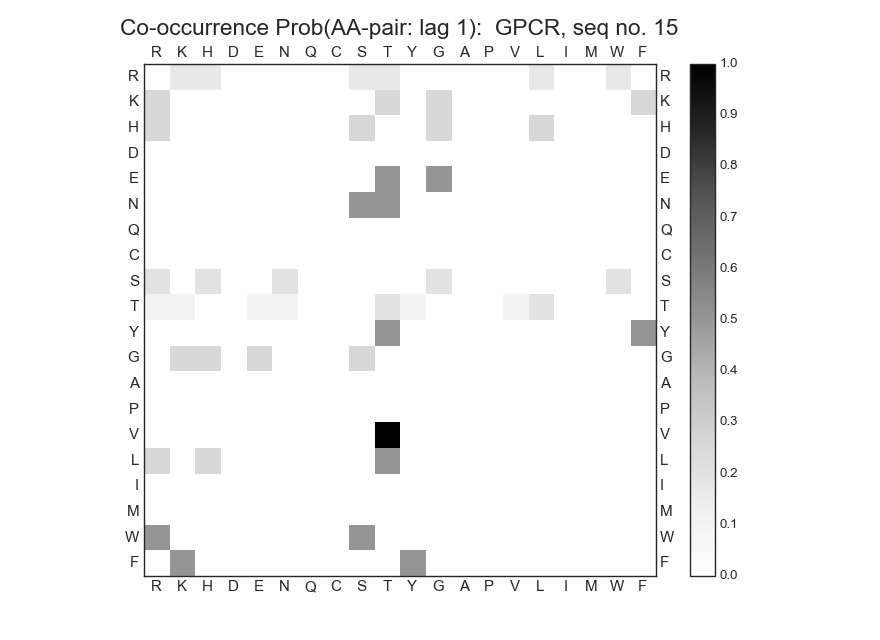 Co-occurrence Prob(AA-pair: lag 1):  GPCR, seq no. 15
R K H D E N Q C S T Y G A P V L I M W F
R R 1.0
K K 0.9
H H
D D 0.8
E E
N N 0.7
Q Q
C C 0.6
S S
T T 0.5
Y Y
G G 0.4
A A
P P 0.3
V V
L L 0.2
I I
M M 0.1
W W
F F 0.0
R K H D E N Q C S T Y G A P V L I M W F